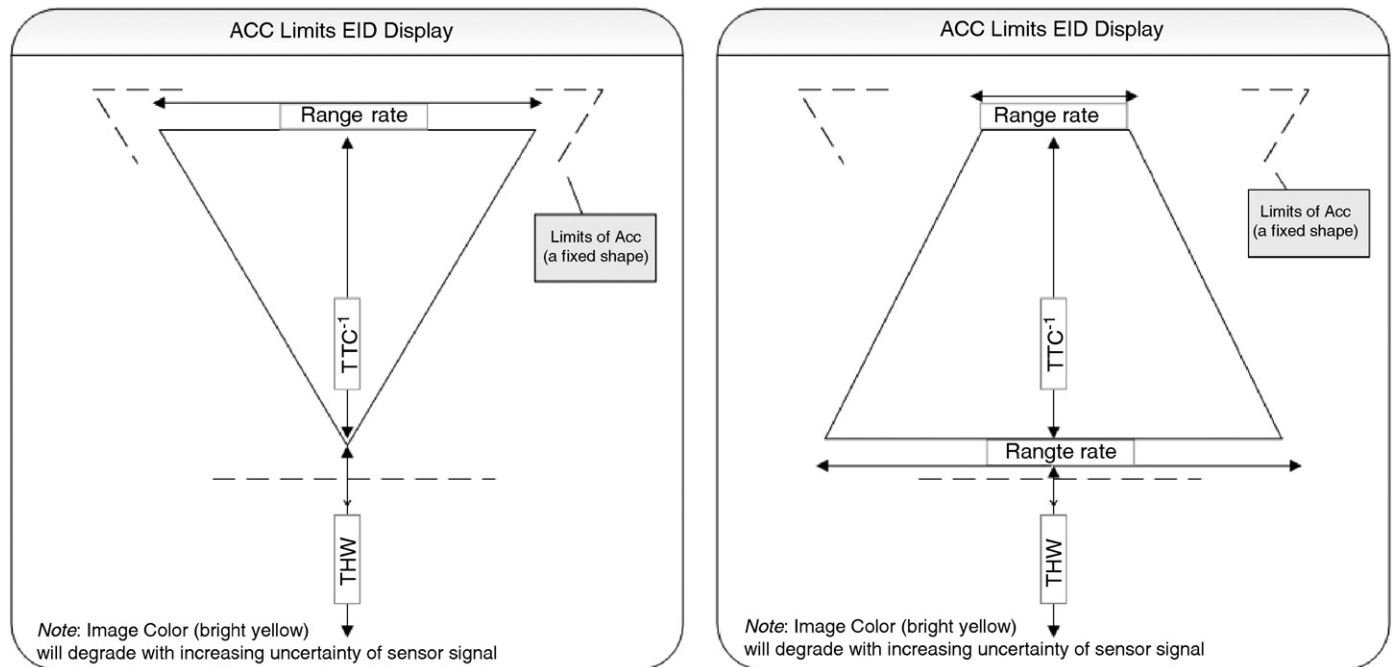 ACC Limits EID Display
Range rate
Limits of Acc
(a fixed shape)
TTC-1
THW
Note: Image Color (bright yellow)
will degrade with increasing uncertainty of sensor signal
ACC Limits EID Display
Range rate
Limits of Acc
(a fixed shape)
TTC-1
Rangte rate
THW
Note: Image Color (bright yellow)
will degrade with increasing uncertainty of sensor signal